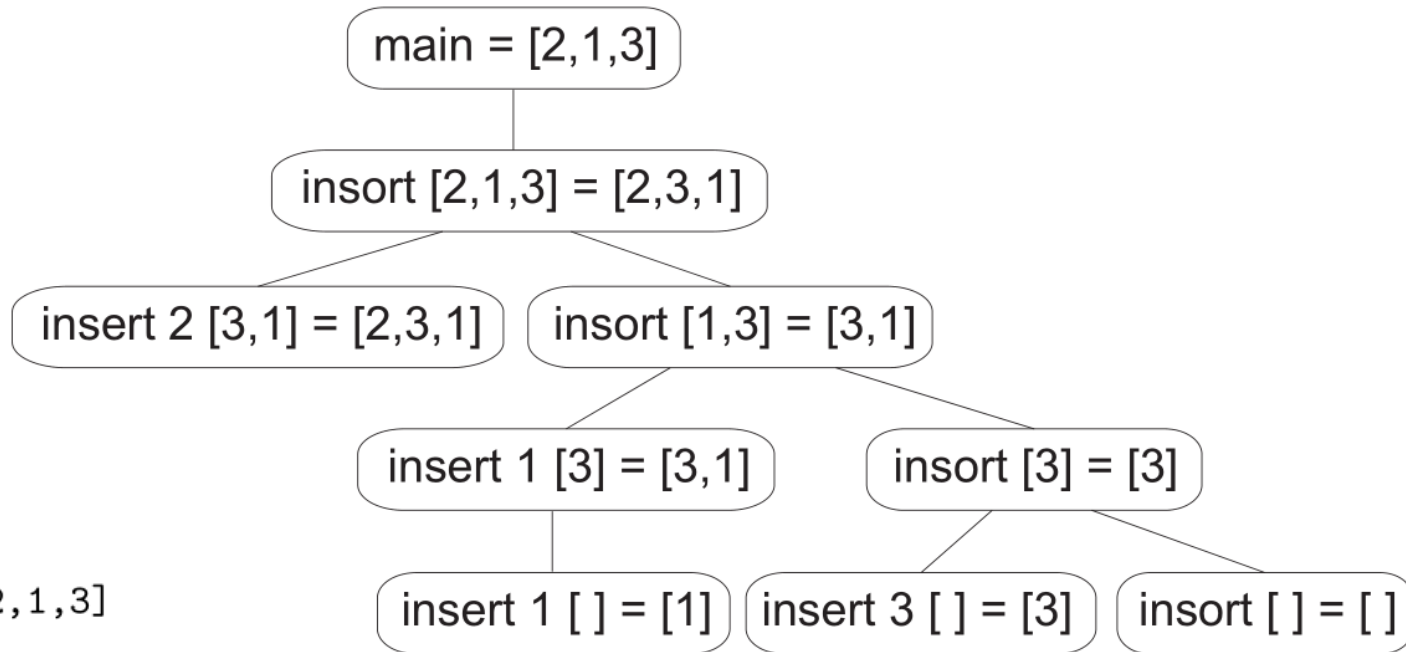 main = [2,1,3]
insort [2,1,3] = [2,3,1]
insert 2 [3,1] = [2,3,1]
insort [1,3] = [3,1]
insert 1 [3] = [3,1]
insort [3] = [3]
,1,3]
insert 1 [ ] = [1]
insert 3 [ ] = [3]
insort [ ] = [ ]